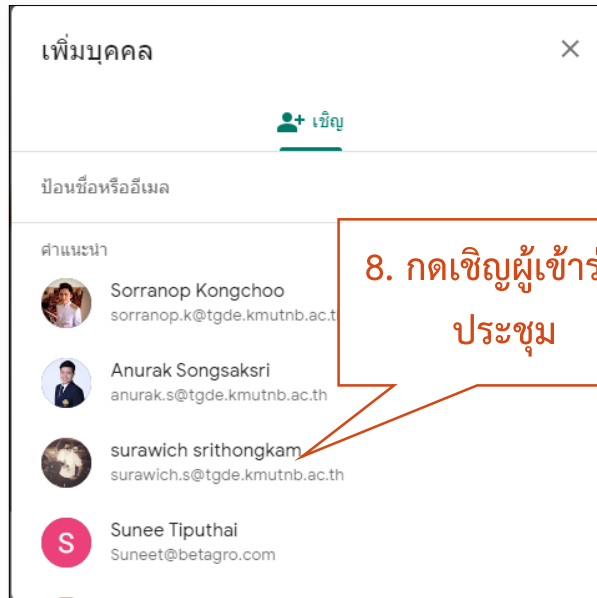 เพิ่มบุคคล
เชิญ
ป้อนชื่อหรืออีเมล
คำแนะนำ
8. กดเชิญผู้เข้าร่
ประชุม
Sorranop Kongchoo
sorranop.k@tgde.kmutnb.ac.t
Anurak Songsaksri
anurak.s@tgde.kmutnb.ac.th
surawich srithongkam
surawich.s@tgde.kmutnb.ac.th
S
Sunee Tiputhai
Suneet@betagro.com